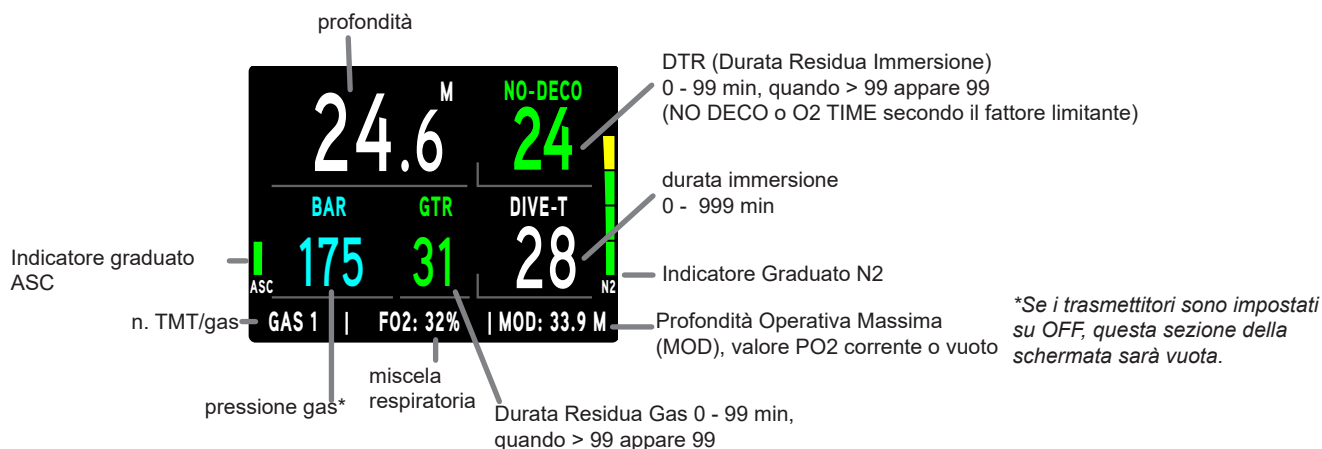 profondità
DTR (Durata Residua Immersione)
0 - 99 min, quando > 99 appare 99
(NO DECO o O2 TIME secondo il fattore limitante)
M
NO-DECO
24.6
24
durata immersione
0 - 999 min
BAR
GTR
DIVE-T
175
31
28
Indicatore graduato
ASC
ASC
N2
Indicatore Graduato N2
n. TMT/gas
GAS 1 | FO2: 32% | MOD: 33.9 M
Profondità Operativa Massima
(MOD), valore PO2 corrente o vuoto
*Se i trasmettitori sono impostati
su OFF, questa sezione della
schermata sarà vuota.
miscela
respiratoria
pressione gas*
Durata Residua Gas 0 - 99 min,
quando > 99 appare 99